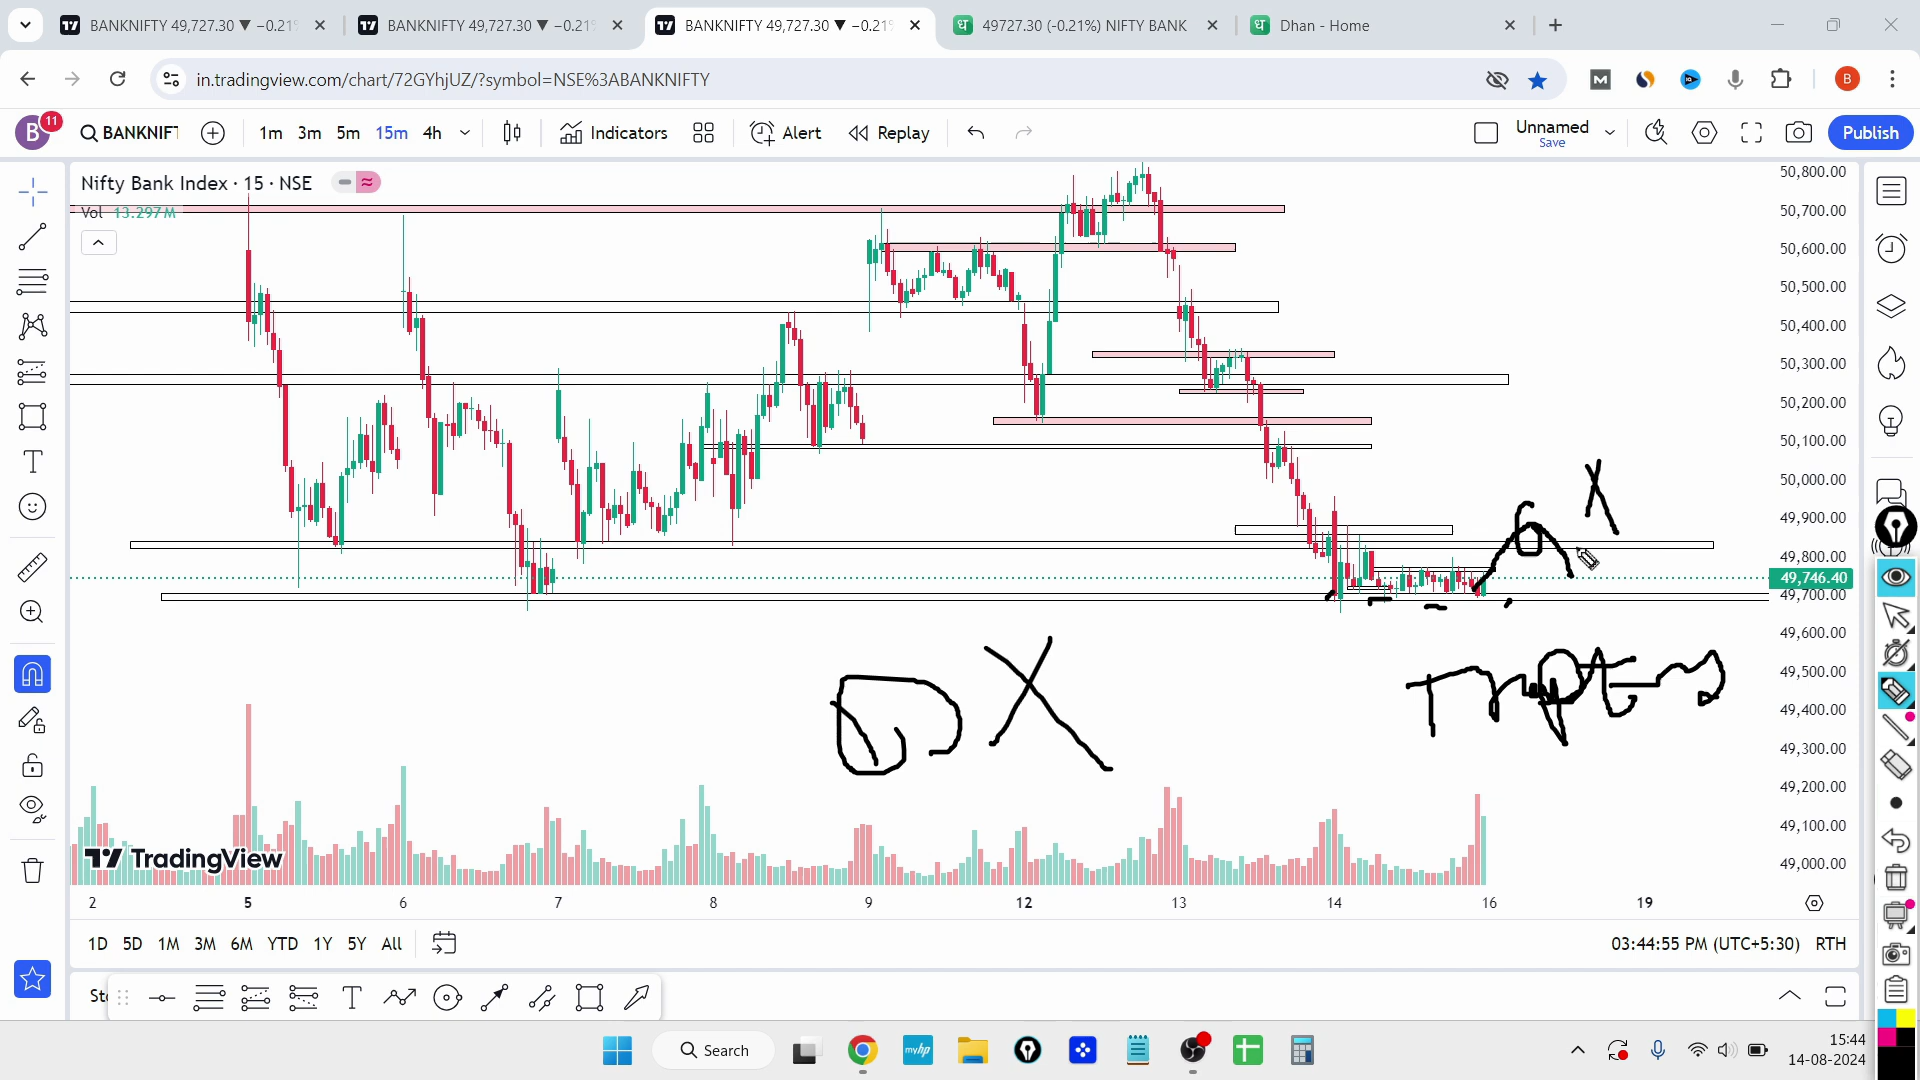 BANKNIFTY 49,727.30 ▼ −0.21%
BANKNIFTY 49,727.30 ▼ −0.21%
BANKNIFTY 49,727.30 ▼ −0.21%
49727.30 (-0.21%) NIFTY BANK
Dhan - Home
in.tradingview.com/chart/72GYhjUZ/?symbol=NSE%3ABANKNIFTY
M
B
B
11
BANKNIFT
1m 3m 5m 15m 4h
Indicators
Alert
Replay
Unnamed
Save
Publish
Nifty Bank Index · 15 · NSE
Vol 13.297M
50,800.00
50,700.00
50,600.00
50,500.00
50,400.00
50,300.00
50,200.00
50,100.00
50,000.00
49,900.00
49,800.00
49,746.40
49,700.00
49,600.00
49,500.00
49,400.00
49,300.00
49,200.00
49,100.00
49,000.00
X
X
TradingView
2 5 6 7 8 9 12 13 14 16 19
1D 5D 1M 3M 6M YTD 1Y 5Y All
03:44:55 PM (UTC+5:30) RTH
Search
myhp
15:44
14-08-2024